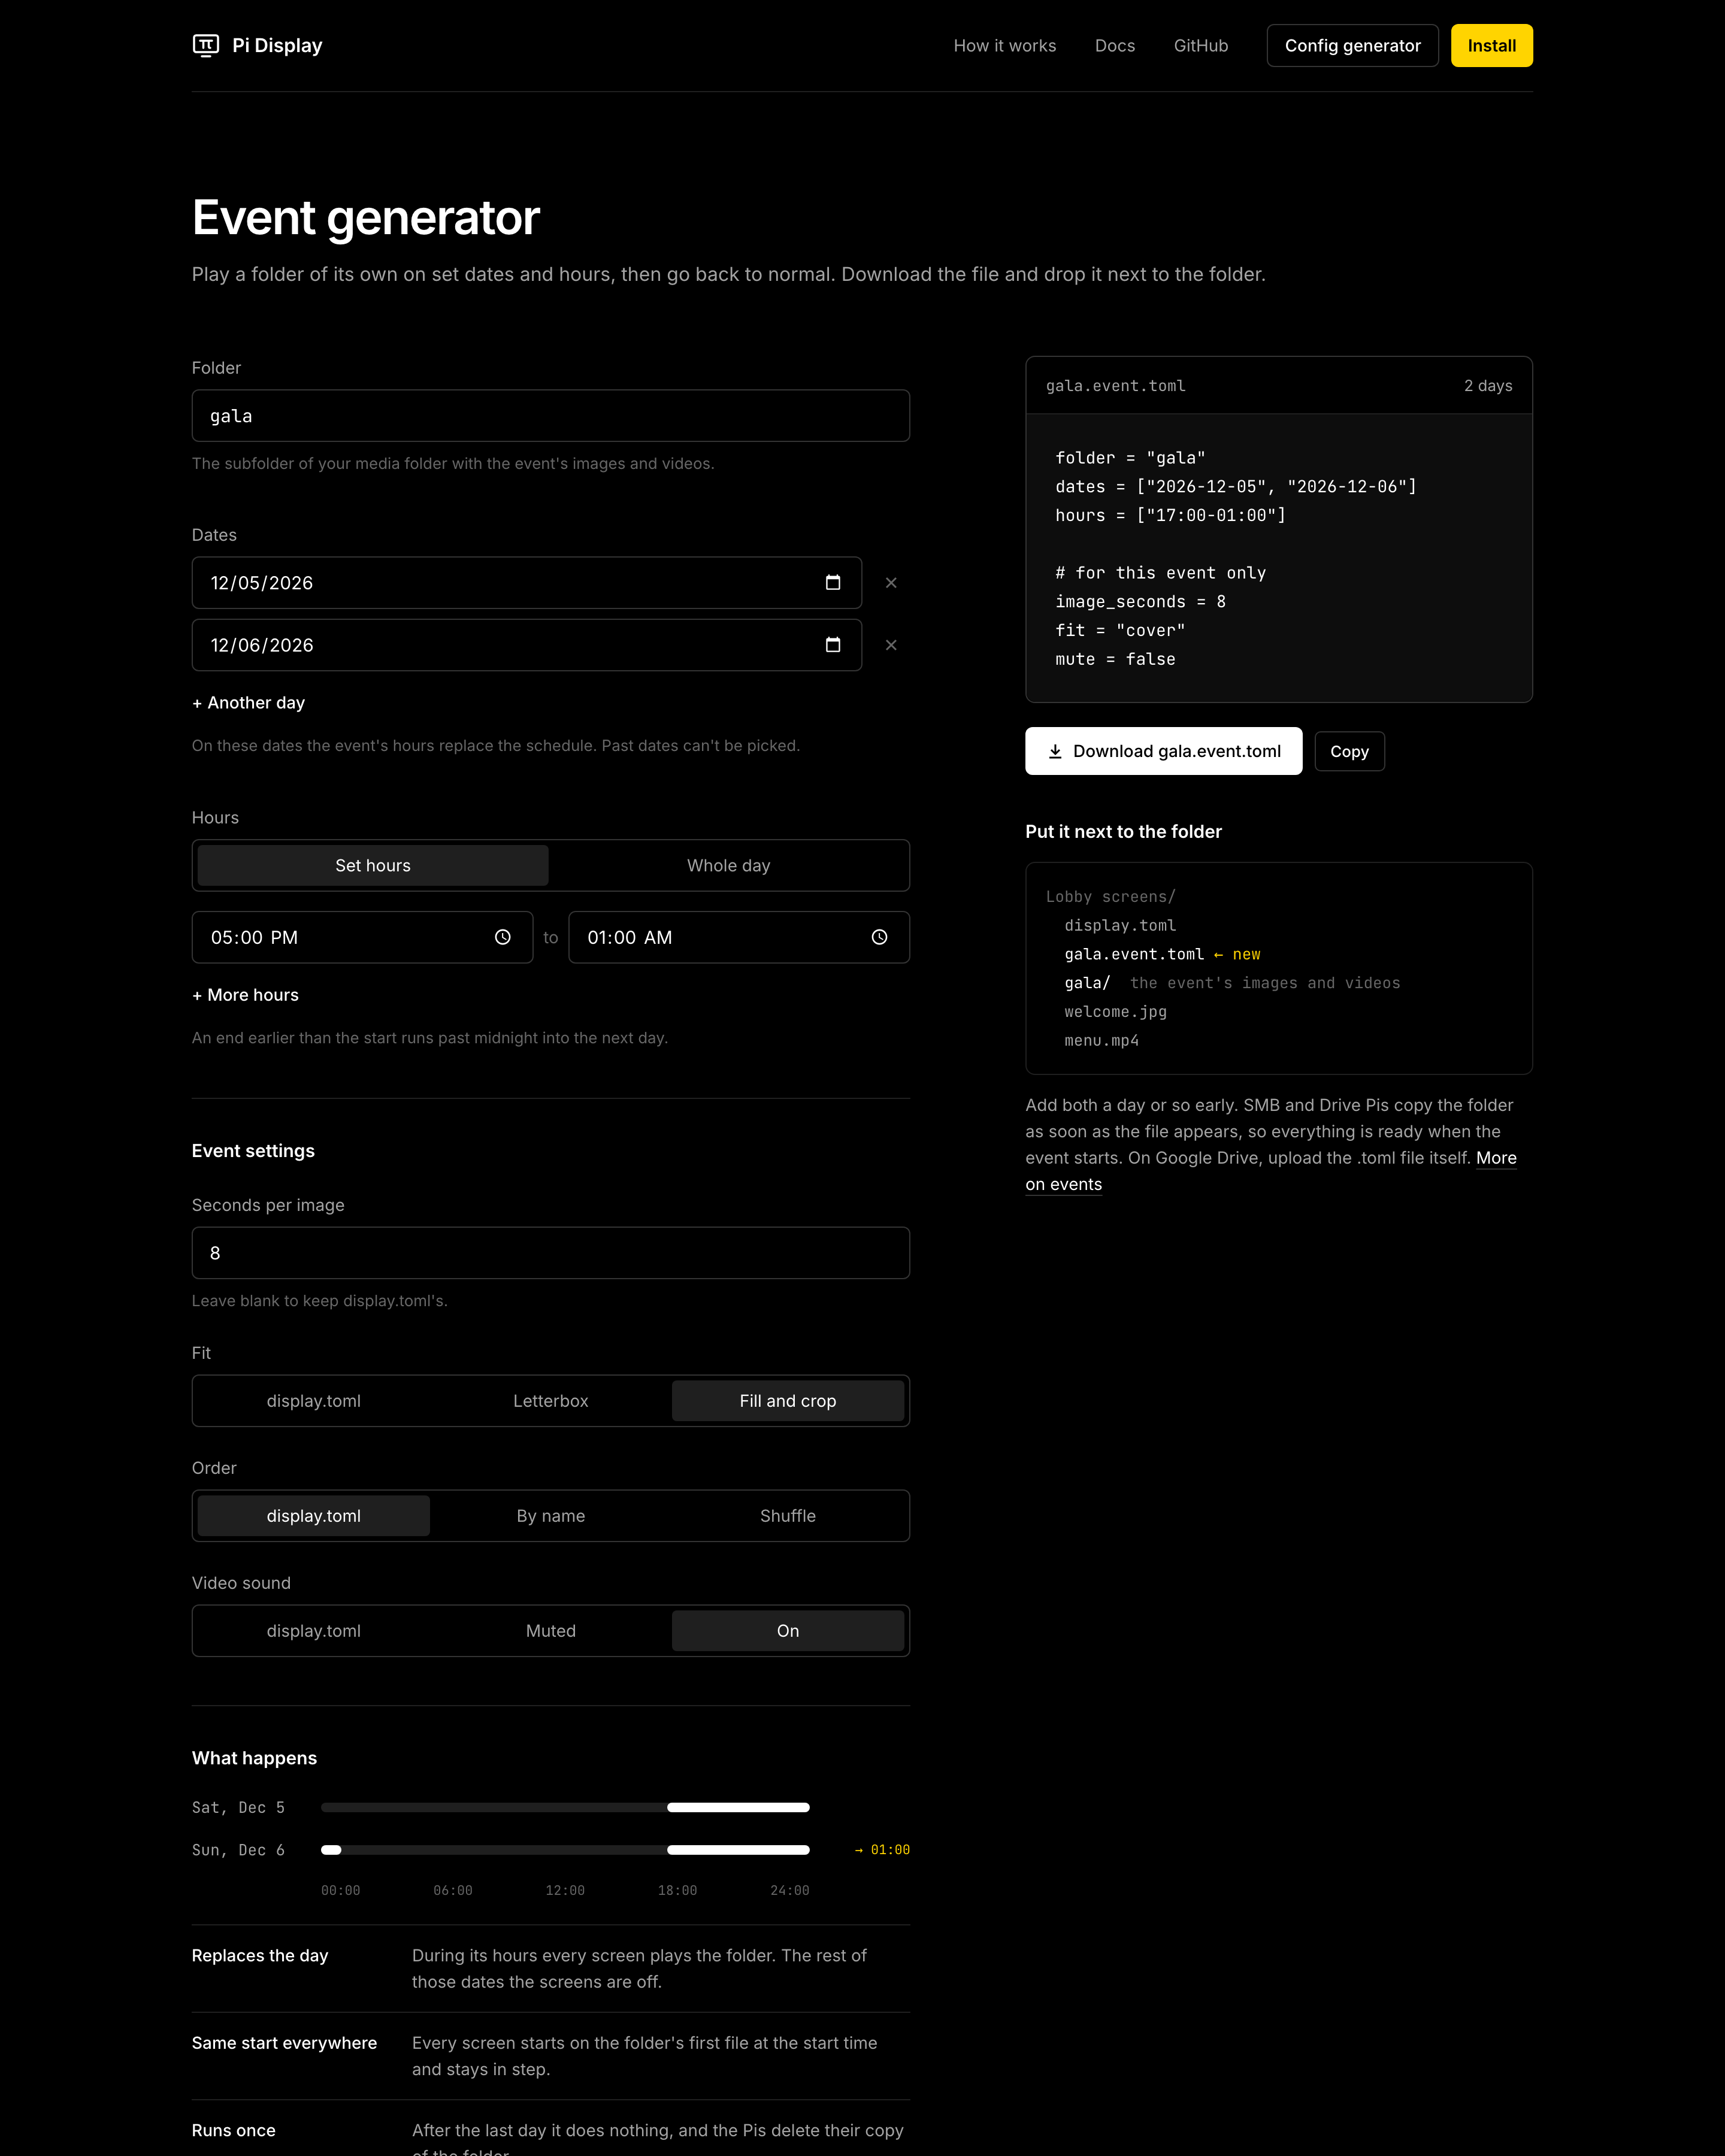 Pi Display
How it works
Docs
GitHub
Config generator
Install
Event generator
Play a folder of its own on set dates and hours, then go back to normal. Download the file and drop it next to the folder.
Folder
gala
The subfolder of your media folder with the event's images and videos.
Dates
12/05/2026
12/06/2026
+ Another day
On these dates the event's hours replace the schedule. Past dates can't be picked.
Hours
Set hours
Whole day
05:00 PM
to
01:00 AM
+ More hours
An end earlier than the start runs past midnight into the next day.
Event settings
Seconds per image
8
Leave blank to keep display.toml's.
Fit
display.toml
Letterbox
Fill and crop
Order
display.toml
By name
Shuffle
Video sound
display.toml
Muted
On
What happens
Sat, Dec 5
Sun, Dec 6
→ 01:00
00:00
06:00
12:00
18:00
24:00
Replaces the day
During its hours every screen plays the folder. The rest of
those dates the screens are off.
Same start everywhere
Every screen starts on the folder's first file at the start time
and stays in step.
Runs once
After the last day it does nothing, and the Pis delete their copy
of the folder
gala.event.toml
2 days
folder = "gala"
dates = ["2026-12-05", "2026-12-06"]
hours = ["17:00-01:00"]
# for this event only
image_seconds = 8
fit = "cover"
mute = false
Download gala.event.toml
Copy
Put it next to the folder
Lobby screens/
display.toml
gala.event.toml ← new
gala/ the event's images and videos
welcome.jpg
menu.mp4
Add both a day or so early. SMB and Drive Pis copy the folder
as soon as the file appears, so everything is ready when the
event starts. On Google Drive, upload the .toml file itself. More
on events